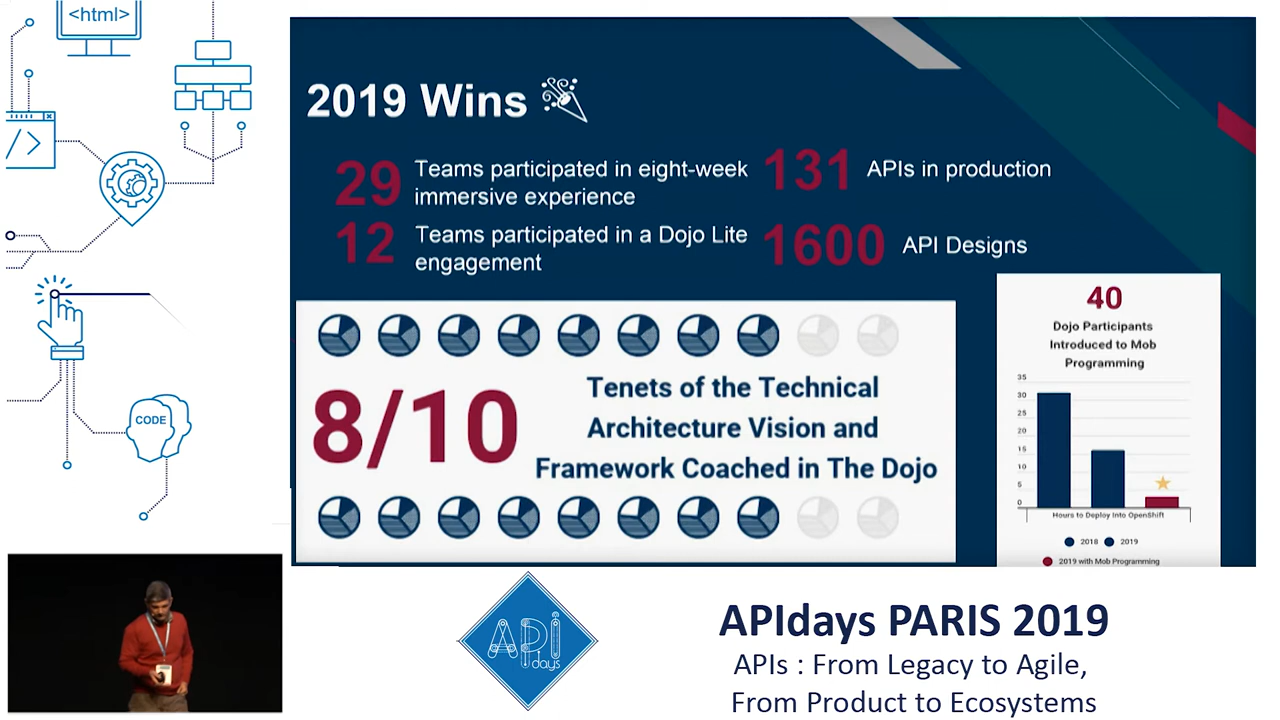 <html>
</>
CODE
2019 Wins
29 Teams participated in eight-week
immersive experience
131 APIs in production
12 Teams participated in a Dojo Lite
engagement
1600 API Designs
8/10
Tenets of the Technical
Architecture Vision and
Framework Coached in The Dojo
40
Dojo Participants
Introduced to Mob
Programming
35
30
25
20
15
10
5
0
Hours to Deploy Into OpenShift
2018 2019
2019 with Mob Programming
API
days
APIdays PARIS 2019
APIs : From Legacy to Agile,
From Product to Ecosystems